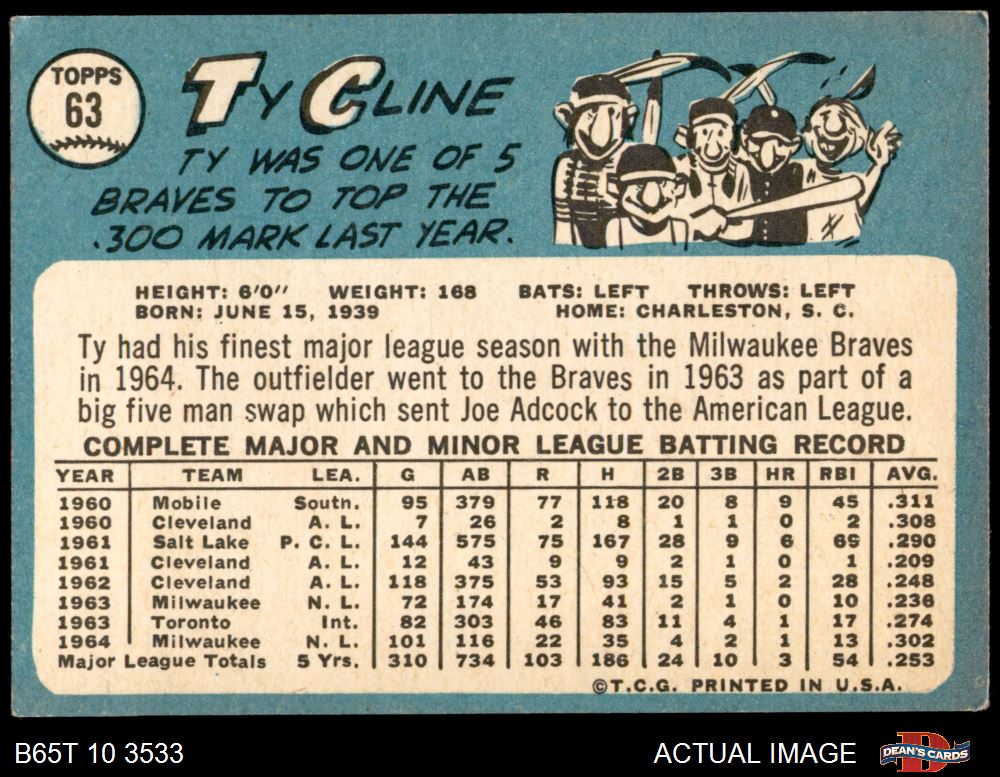 TOPPS
63
TY CLINE
TY WAS ONE OF 5
BRAVES TO TOP THE
.300 MARK LAST YEAR.
HEIGHT: 6'0" WEIGHT: 168 BATS: LEFT THROWS: LEFT
BORN: JUNE 15, 1939 HOME: CHARLESTON, S. C.
Ty had his finest major league season with the Milwaukee Braves
in 1964. The outfielder went to the Braves in 1963 as part of a
big five man swap which sent Joe Adcock to the American League.
COMPLETE MAJOR AND MINOR LEAGUE BATTING RECORD
YEAR TEAM LEA. G AB R H 2B 3B HR RBI AVG.
1960 Mobile South. 95 379 77 118 20 8 9 45 .311
1960 Cleveland A. L. 7 26 2 8 1 1 0 2 .308
1961 Salt Lake P. C. L. 144 575 75 167 28 9 6 69 .290
1961 Cleveland A. L. 12 43 9 9 2 1 0 1 .209
1962 Cleveland A. L. 118 375 53 93 15 5 2 28 .248
1963 Milwaukee N. L. 72 174 17 41 2 1 0 10 .236
1963 Toronto Int. 82 303 46 83 11 4 1 17 .274
1964 Milwaukee N. L. 101 116 22 35 4 2 1 13 .302
Major League Totals 5 Yrs. 310 734 103 186 24 10 3 54 .253
©T.C.G. PRINTED IN U.S.A.
B65T 10 3533 ACTUAL IMAGE DEAN'S CARDS